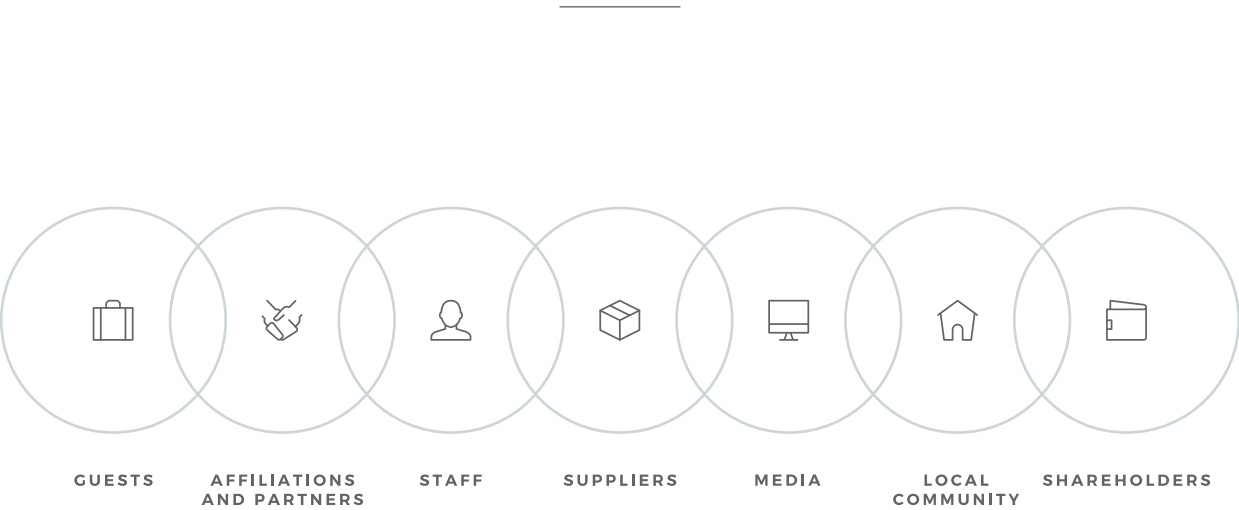 GUESTS
AFFILIATIONS
AND PARTNERS
STAFF
SUPPLIERS
MEDIA
LOCAL
COMMUNITY
SHAREHOLDERS